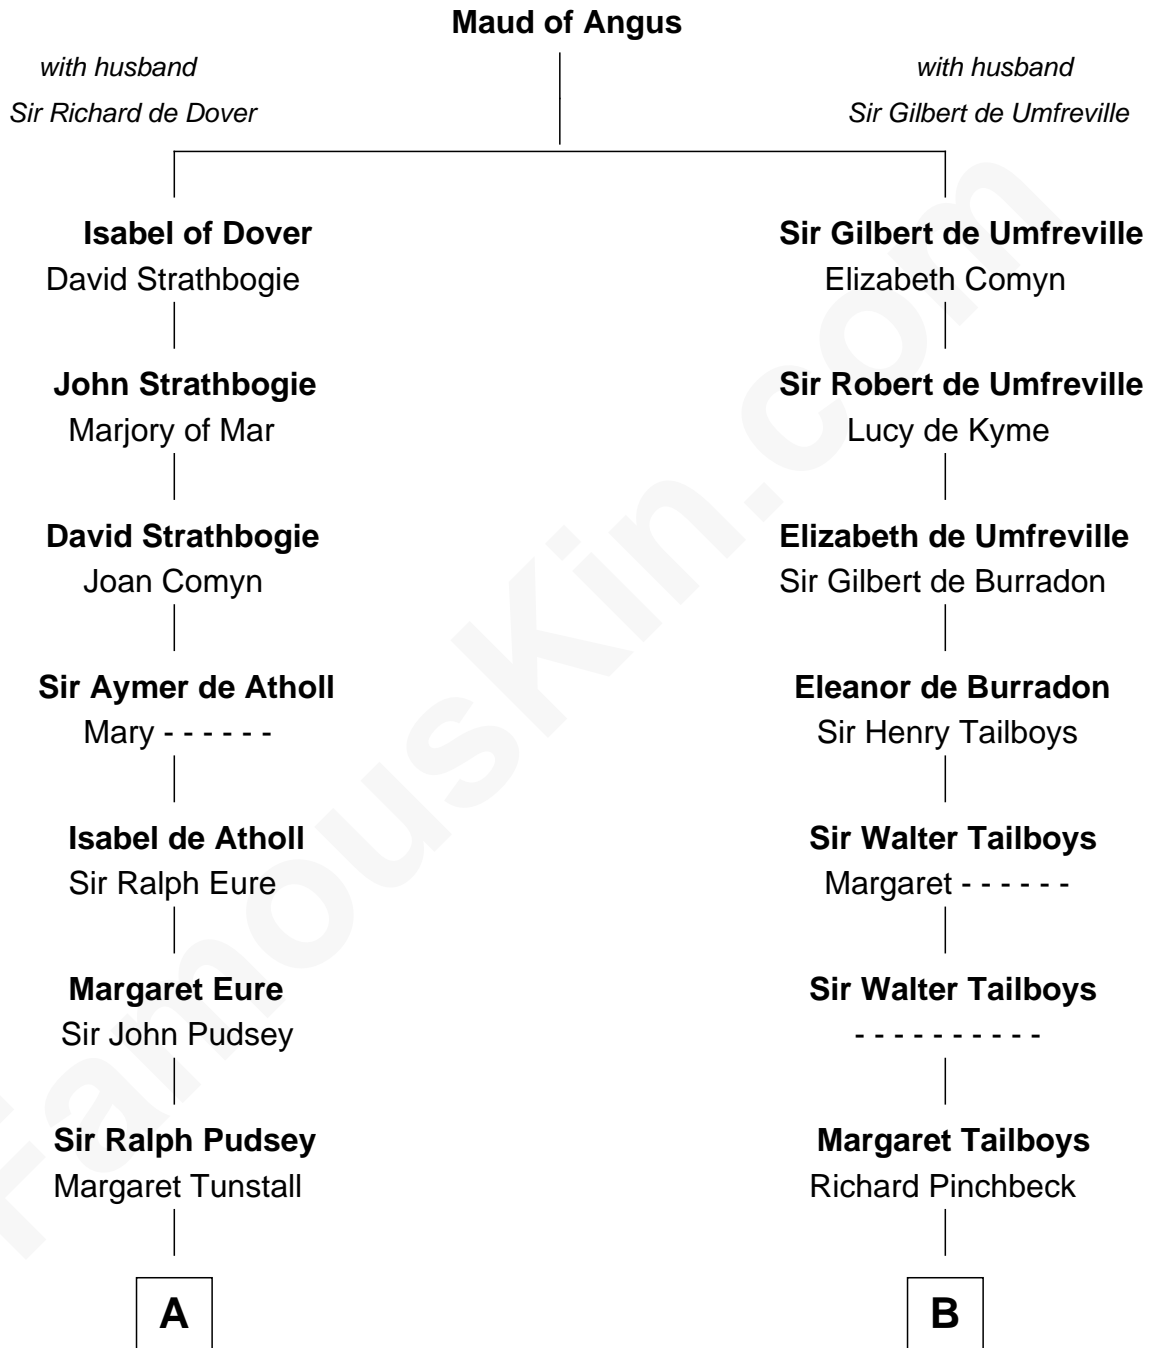 Maud of Angus
with husband
Sir Richard de Dover
with husband
Sir Gilbert de Umfreville
Isabel of Dover
David Strathbogie
Sir Gilbert de Umfreville
Elizabeth Comyn
John Strathbogie
Marjory of Mar
Sir Robert de Umfreville
Lucy de Kyme
David Strathbogie
Joan Comyn
Elizabeth de Umfreville
Sir Gilbert de Burradon
Sir Aymer de Atholl
Mary - - - - - -
Eleanor de Burradon
Sir Henry Tailboys
Isabel de Atholl
Sir Ralph Eure
Sir Walter Tailboys
Margaret - - - - - -
Margaret Eure
Sir John Pudsey
Sir Walter Tailboys
- - - - - - - - - -
Sir Ralph Pudsey
Margaret Tunstall
Margaret Tailboys
Richard Pinchbeck
A
B
FamousKin.com